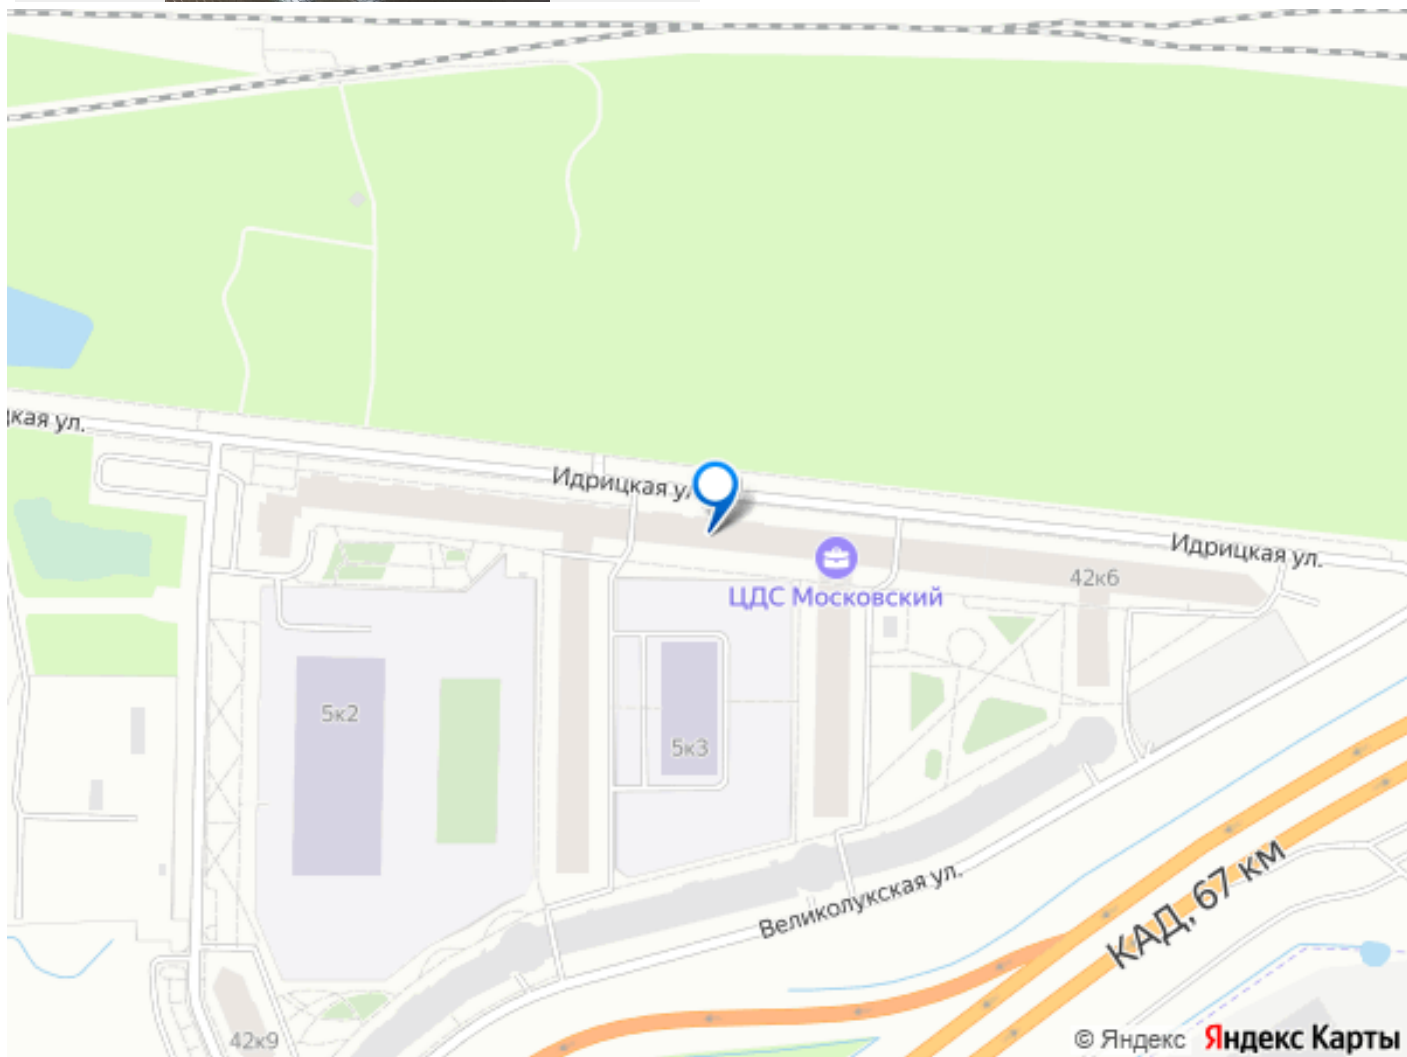 цкая ул.
Идрицкая ул
Идрицкая ул.
42к6
ЦДС Московский
5к2
5к3
Великолукская ул.
КАД, 67 км
42к9
© Яндекс Яндекс Карты